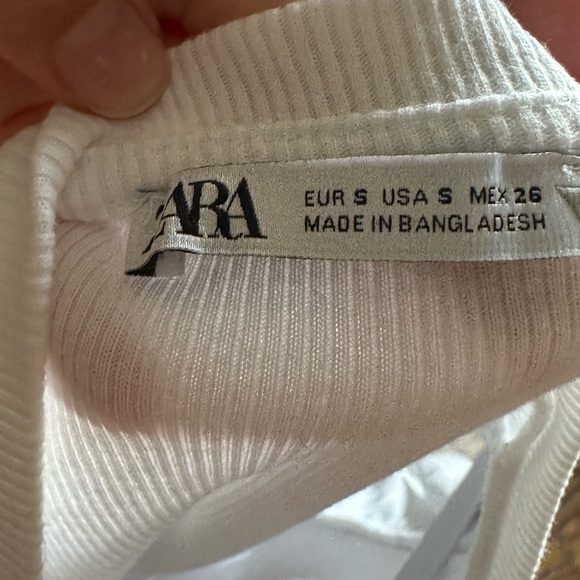 ZARA
EUR S USA S MEX 26
MADE IN BANGLADESH